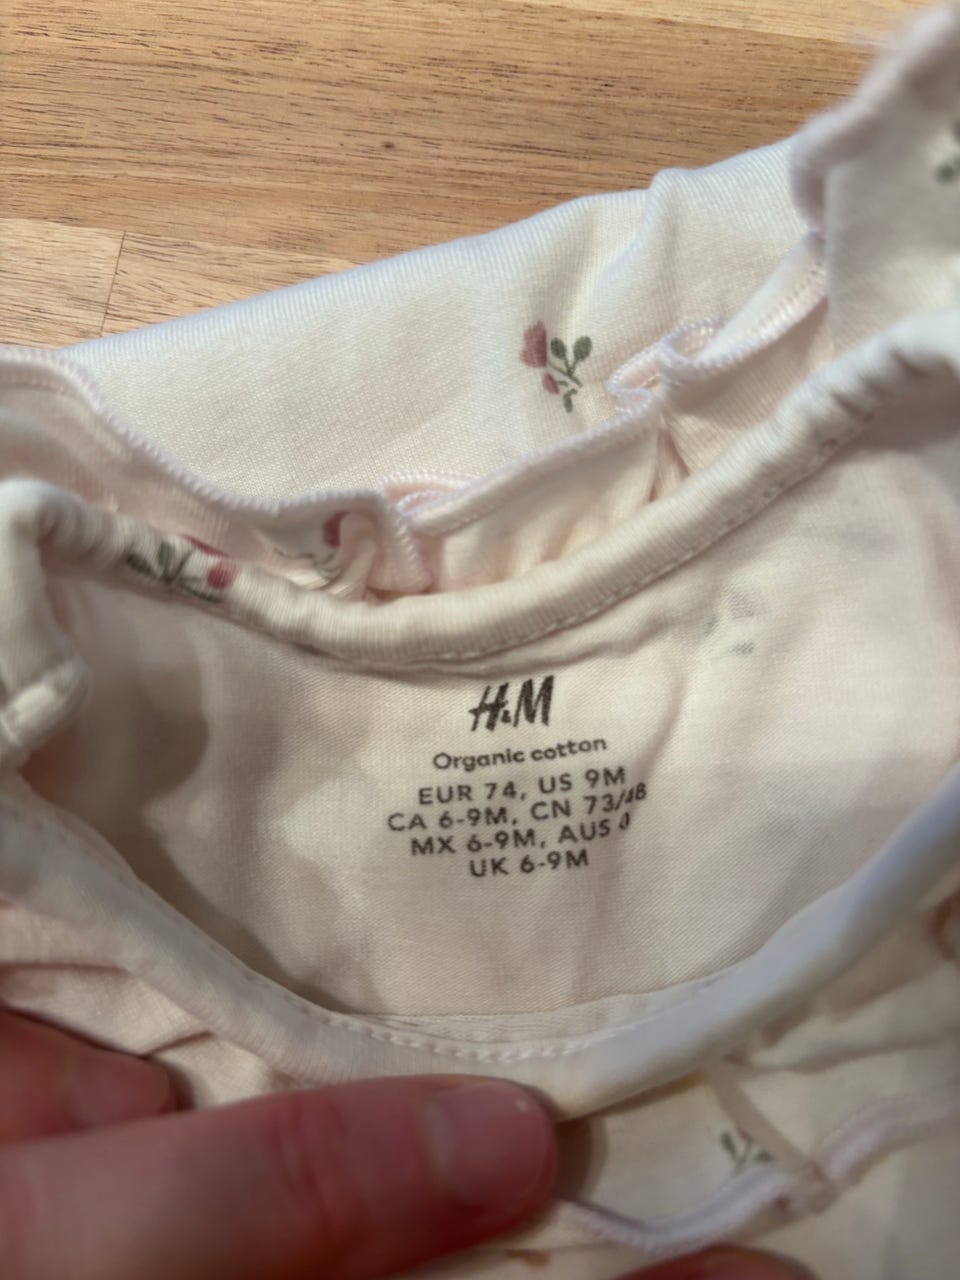 H&M
Organic cotton
EUR 74, US 9M
CA 6-9M, CN 73/48
MX 6-9M, AUS 0
UK 6-9M